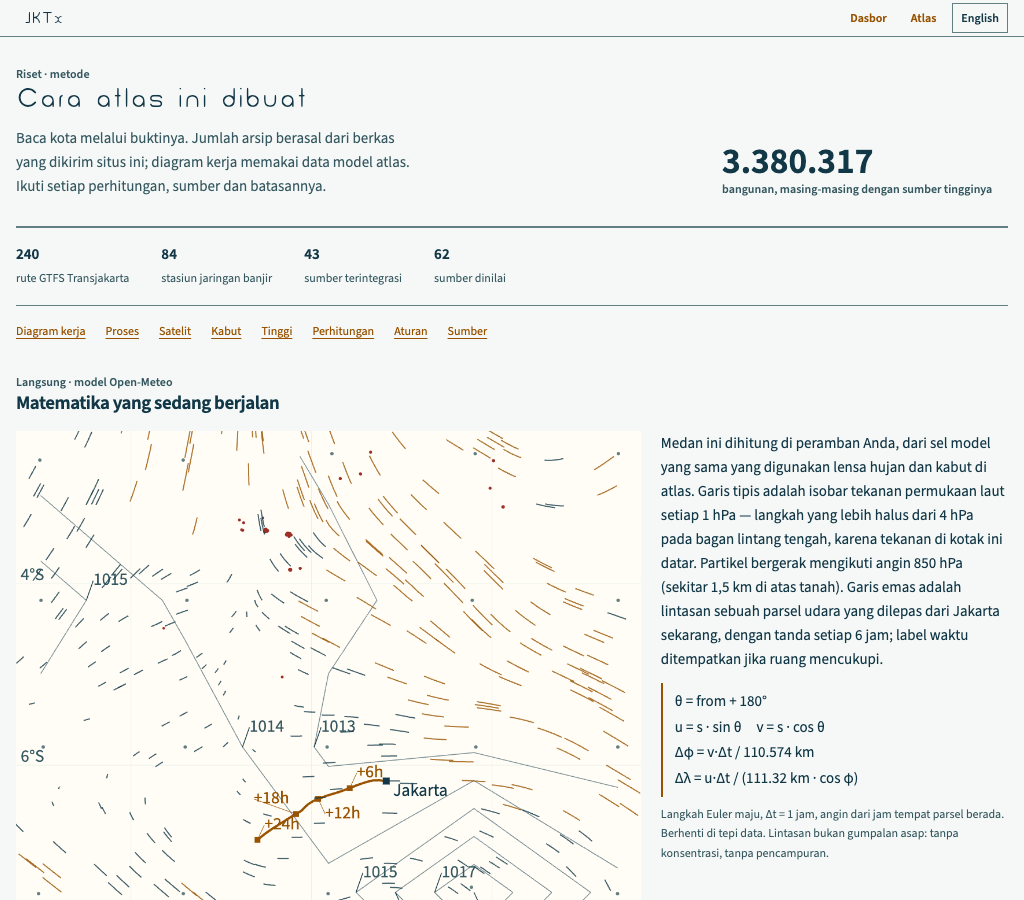 JKTx
Dasbor
Atlas
English
Riset · metode
Cara atlas ini dibuat
Baca kota melalui buktinya. Jumlah arsip berasal dari berkas
yang dikirim situs ini; diagram kerja memakai data model atlas.
Ikuti setiap perhitungan, sumber dan batasannya.
3.380.317
bangunan, masing-masing dengan sumber tingginya
240
rute GTFS Transjakarta
84
stasiun jaringan banjir
43
sumber terintegrasi
62
sumber dinilai
Diagram kerja
Proses
Satelit
Kabut
Tinggi
Perhitungan
Aturan
Sumber
Langsung · model Open-Meteo
Matematika yang sedang berjalan
4°S
1015
1014
1013
6°S
+6h
Jakarta
+18h
+12h
+24h
1015
1017
Medan ini dihitung di peramban Anda, dari sel model
yang sama yang digunakan lensa hujan dan kabut di
atlas. Garis tipis adalah isobar tekanan permukaan laut
setiap 1 hPa — langkah yang lebih halus dari 4 hPa
pada bagan lintang tengah, karena tekanan di kotak ini
datar. Partikel bergerak mengikuti angin 850 hPa
(sekitar 1,5 km di atas tanah). Garis emas adalah
lintasan sebuah parsel udara yang dilepas dari Jakarta
sekarang, dengan tanda setiap 6 jam; label waktu
ditempatkan jika ruang mencukupi.
θ = from + 180°
u = s · sin θ v = s · cos θ
Δφ = v·Δt / 110.574 km
Δλ = u·Δt / (111.32 km · cos φ)
Langkah Euler maju, Δt = 1 jam, angin dari jam tempat parsel berada.
Berhenti di tepi data. Lintasan bukan gumpalan asap: tanpa
konsentrasi, tanpa pencampuran.